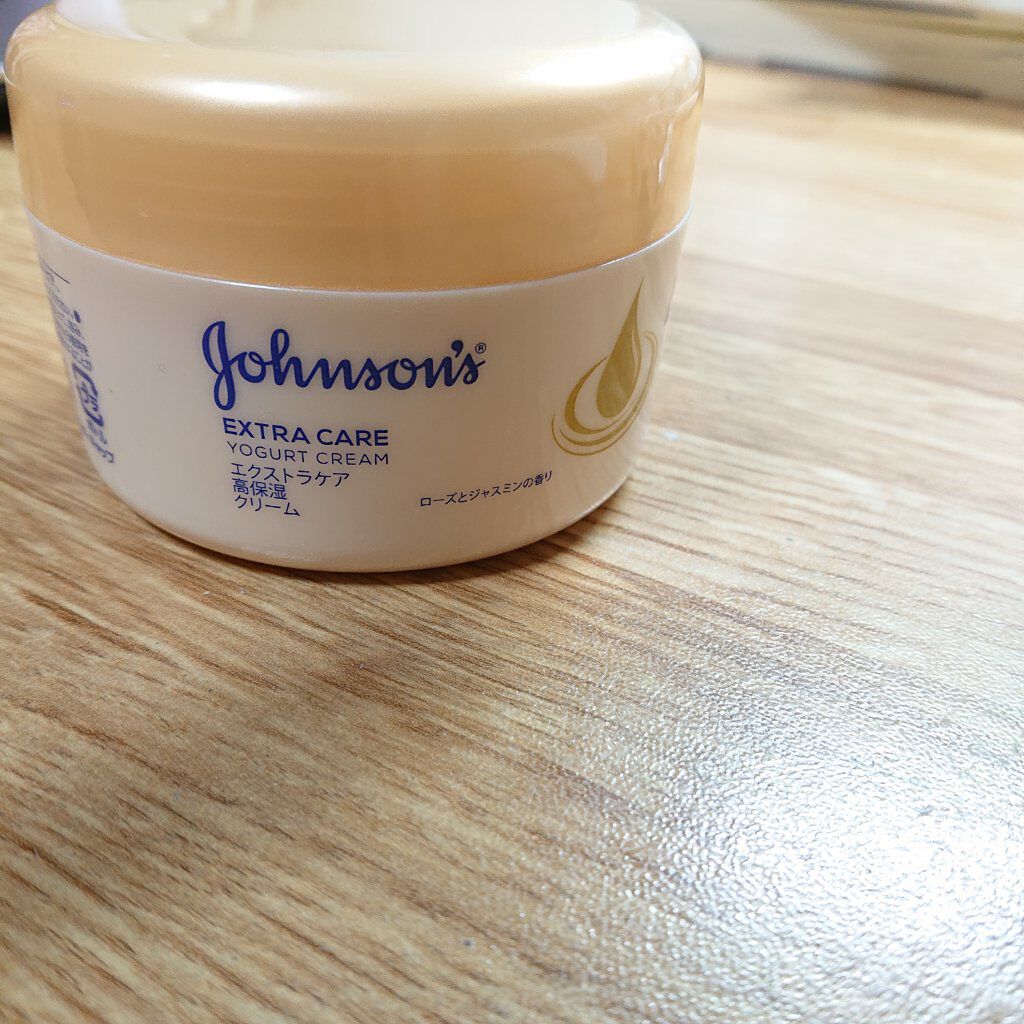 Johnson's®
EXTRA CARE
YOGURT CREAM
エクストラケア
高保湿
クリーム
ローズとジャスミンの香り